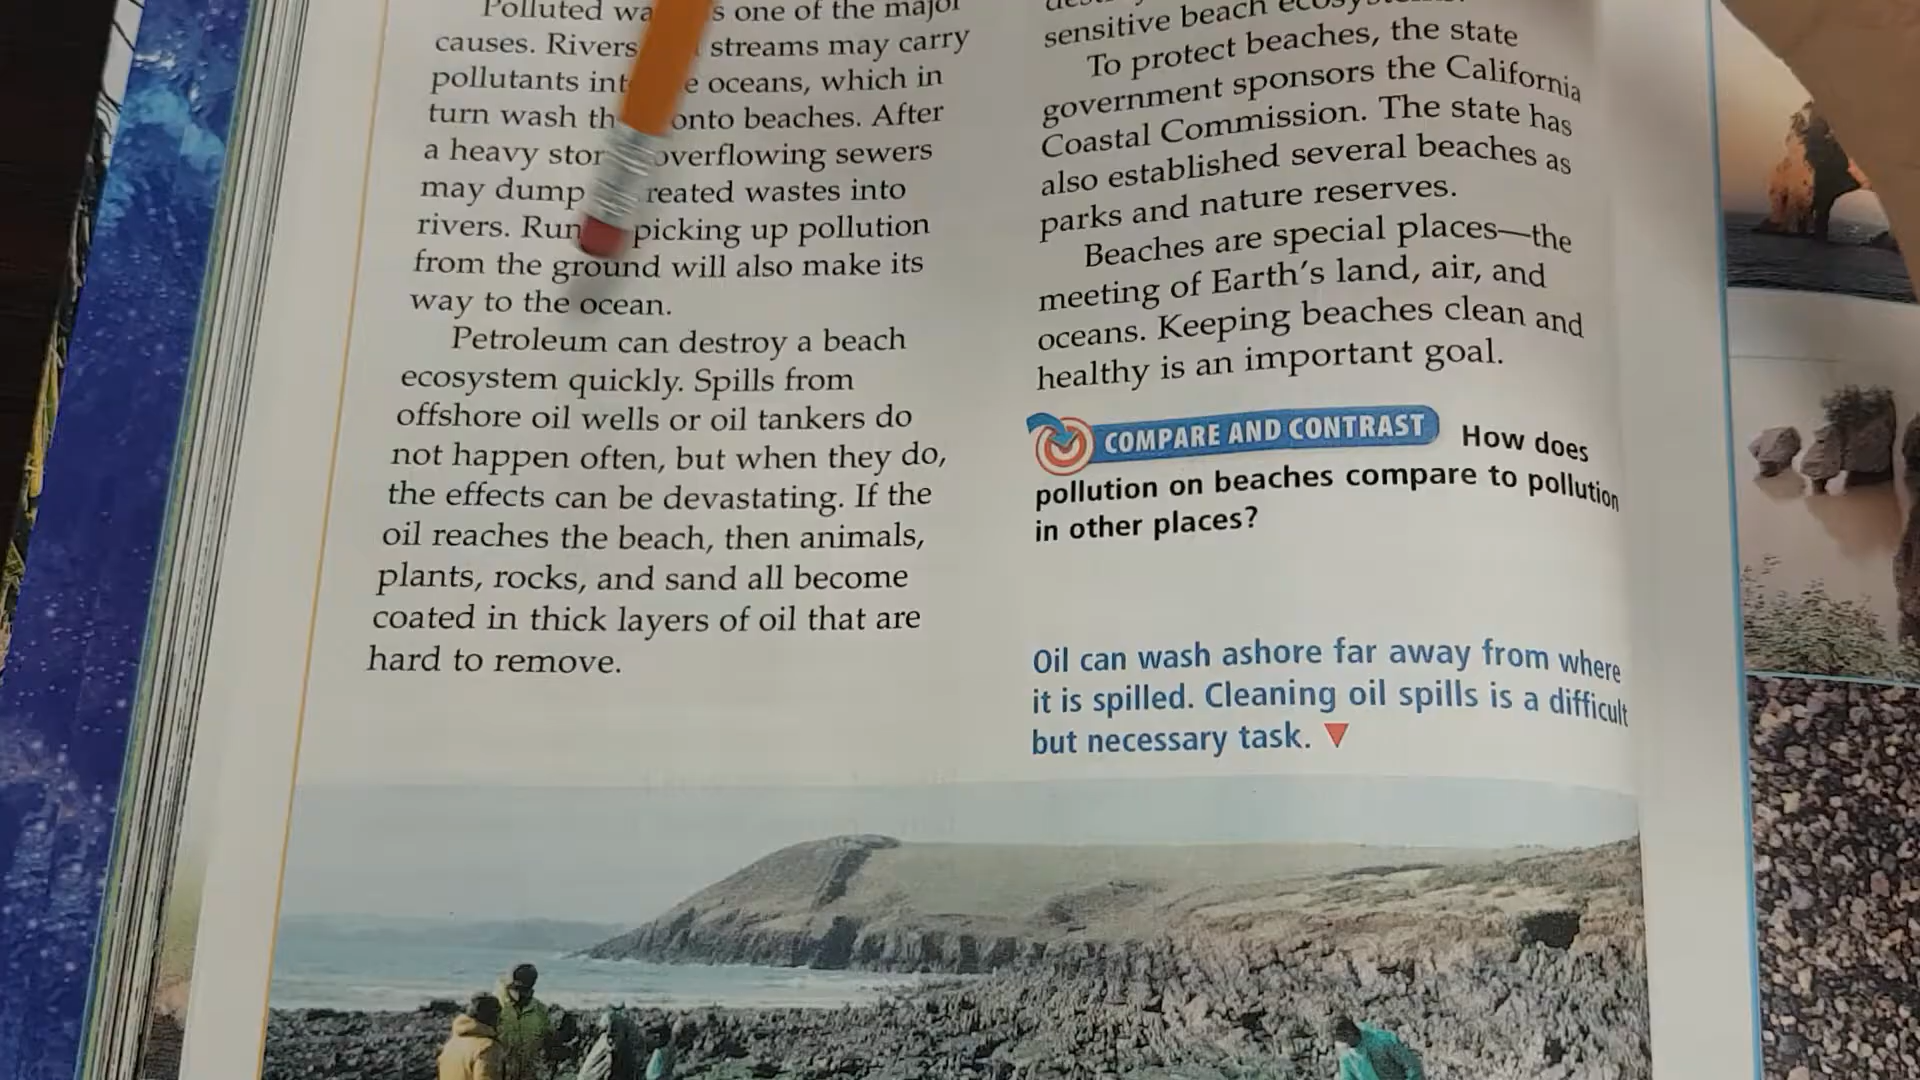 Polluted wa s one of the major
causes. Rivers streams may carry
pollutants int e oceans, which in
turn wash th onto beaches. After
a heavy stor overflowing sewers
may dump reated wastes into
rivers. Run picking up pollution
from the ground will also make its
way to the ocean.
Petroleum can destroy a beach
ecosystem quickly. Spills from
offshore oil wells or oil tankers do
not happen often, but when they do,
the effects can be devastating. If the
oil reaches the beach, then animals,
plants, rocks, and sand all become
coated in thick layers of oil that are
hard to remove.
sensitive beach ecosystems.
To protect beaches, the state
government sponsors the California
Coastal Commission. The state has
also established several beaches as
parks and nature reserves.
Beaches are special places—the
meeting of Earth's land, air, and
oceans. Keeping beaches clean and
healthy is an important goal.
COMPARE AND CONTRAST How does
pollution on beaches compare to pollution
in other places?
Oil can wash ashore far away from where
it is spilled. Cleaning oil spills is a difficult
but necessary task. ▼